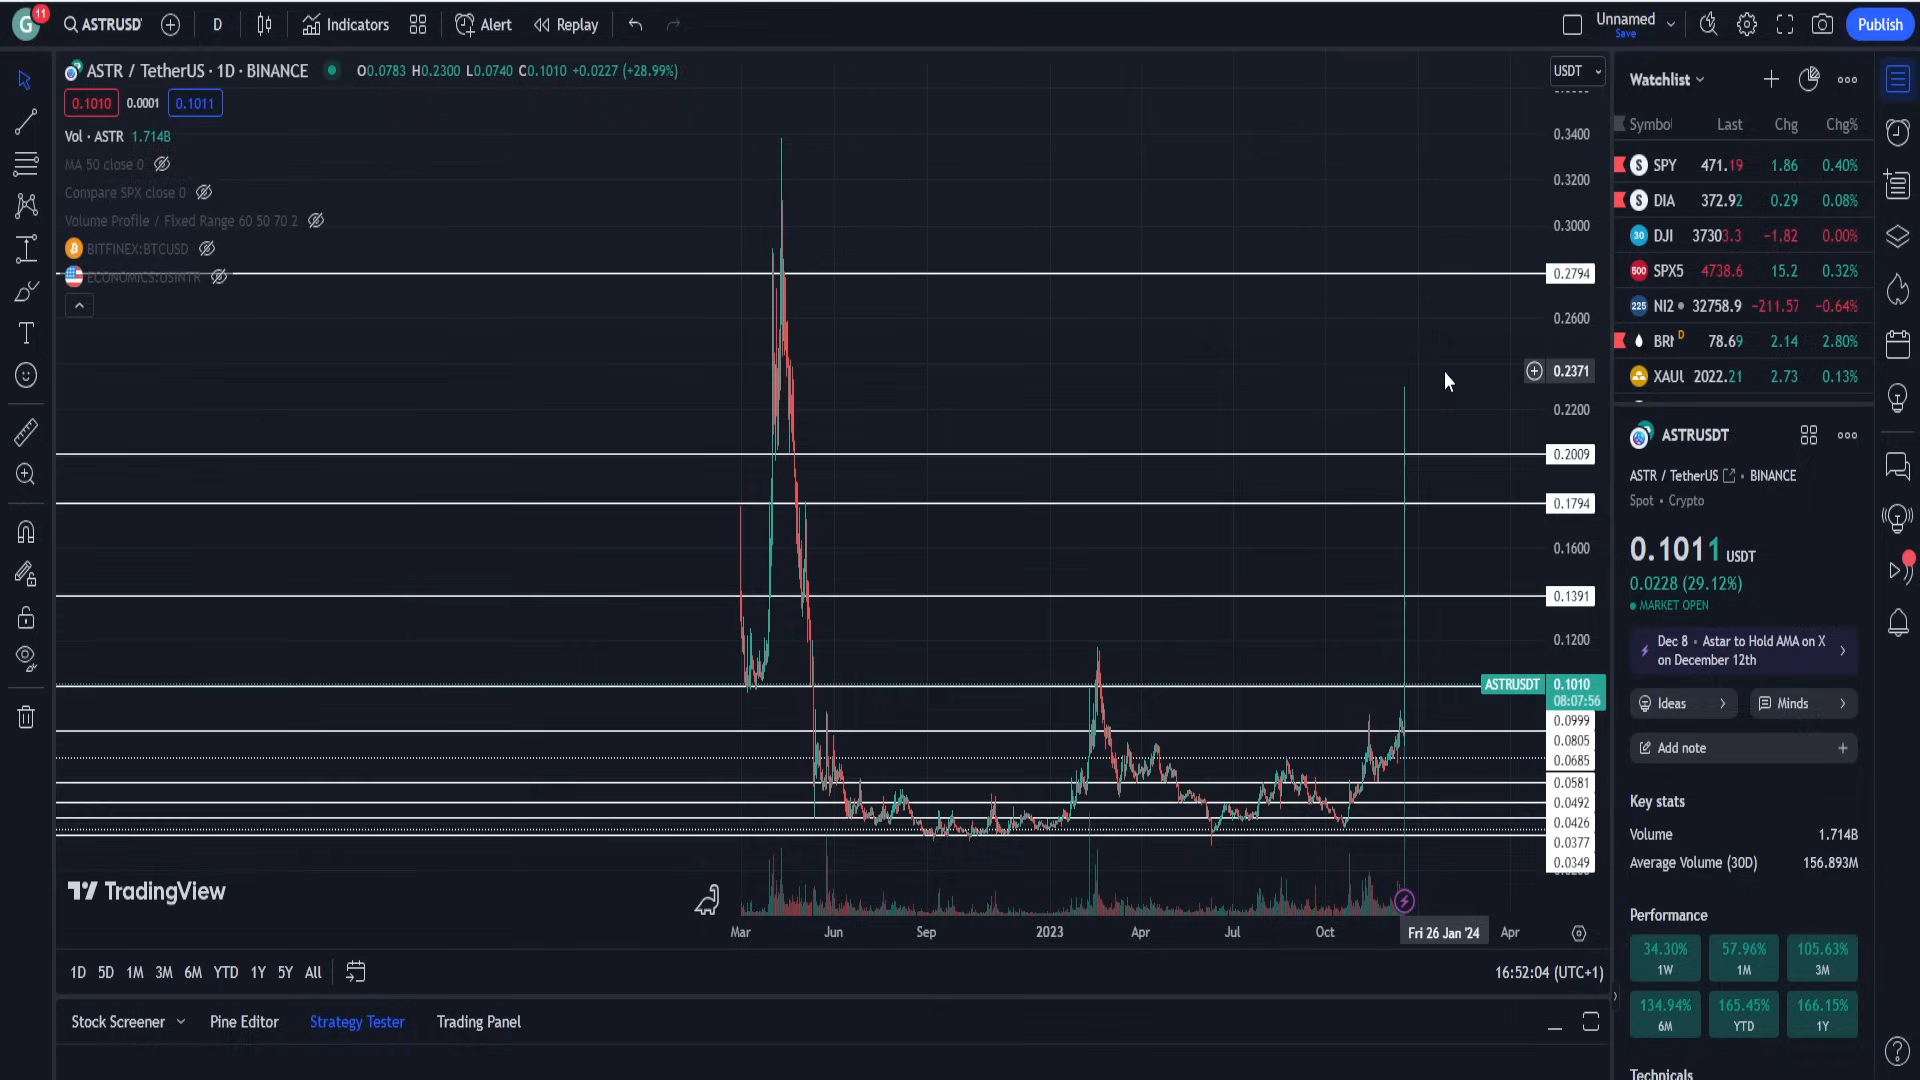 G
11
ASTRUSD
D
Indicators
Alert
Replay
Unnamed
Save
Publish
ASTR / TetherUS · 1D · BINANCE
O0.0783 H0.2300 L0.0740 C0.1010 +0.0227 (+28.99%)
USDT
0.1010
0.0001
0.1011
Vol · ASTR 1.714B
MA 50 close 0
Compare SPX close 0
Volume Profile / Fixed Range 60 50 70 2
BITFINEX:BTCUSD
ECONOMICS:USINTR
0.3400
0.3200
0.3000
0.2794
0.2600
0.2371
0.2200
0.2009
0.1794
0.1600
0.1391
0.1200
ASTRUSDT
0.1010
08:07:56
0.0999
0.0805
0.0685
0.0581
0.0492
0.0426
0.0377
0.0349
TradingView
Mar
Jun
Sep
2023
Apr
Jul
Oct
Fri 26 Jan '24
Apr
1D 5D 1M 3M 6M YTD 1Y 5Y All
16:52:04 (UTC+1)
Stock Screener
Pine Editor
Strategy Tester
Trading Panel
Watchlist
Symbol Last Chg Chg%
S SPY 471.19 1.86 0.40%
S DIA 372.92 0.29 0.08%
30 DJI 37303.3 −1.82 0.00%
500 SPX5 4738.6 15.2 0.32%
225 NI2 32758.9 −211.57 −0.64%
BRN D 78.69 2.14 2.80%
XAUU 2022.21 2.73 0.13%
ASTRUSDT
ASTR / TetherUS • BINANCE
Spot • Crypto
0.1011 USDT
0.0228 (29.12%)
MARKET OPEN
Dec 8 • Astar to Hold AMA on X
on December 12th
Ideas
Minds
Add note
Key stats
Volume 1.714B
Average Volume (30D) 156.893M
Performance
34.30%
1W
57.96%
1M
105.63%
3M
134.94%
6M
165.45%
YTD
166.15%
1Y
Technicals